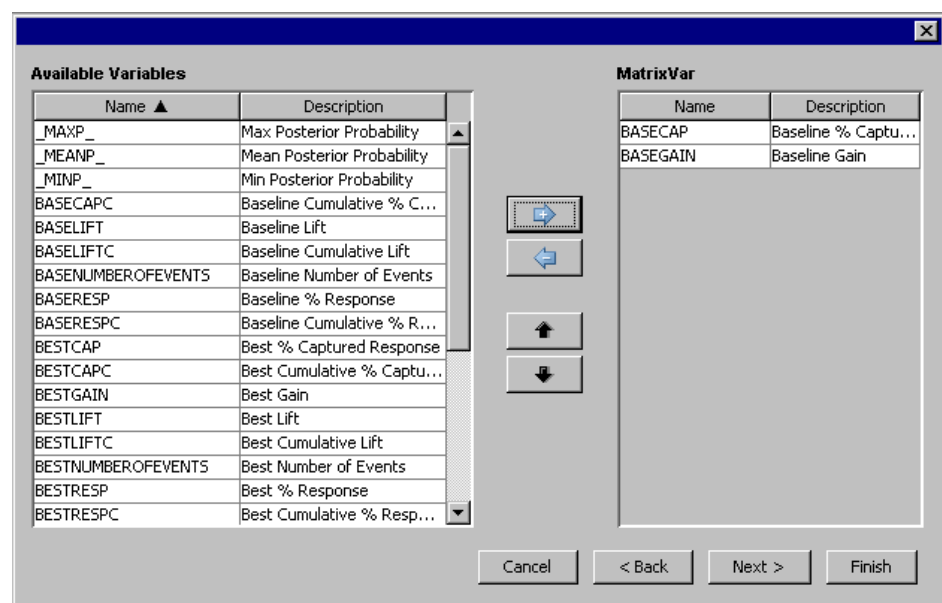 Available Variables
MatrixVar
Name ▲ Description
_MAXP_ Max Posterior Probability
_MEANP_ Mean Posterior Probability
_MINP_ Min Posterior Probability
BASECAPC Baseline Cumulative % C...
BASELIFT Baseline Lift
BASELIFTC Baseline Cumulative Lift
BASENUMBEROFEVENTS Baseline Number of Events
BASERESP Baseline % Response
BASERESPC Baseline Cumulative % R...
BESTCAP Best % Captured Response
BESTCAPC Best Cumulative % Captu...
BESTGAIN Best Gain
BESTLIFT Best Lift
BESTLIFTC Best Cumulative Lift
BESTNUMBEROFEVENTS Best Number of Events
BESTRESP Best % Response
BESTRESPC Best Cumulative % Resp...
Name Description
BASECAP Baseline % Captu...
BASEGAIN Baseline Gain
Cancel < Back Next > Finish